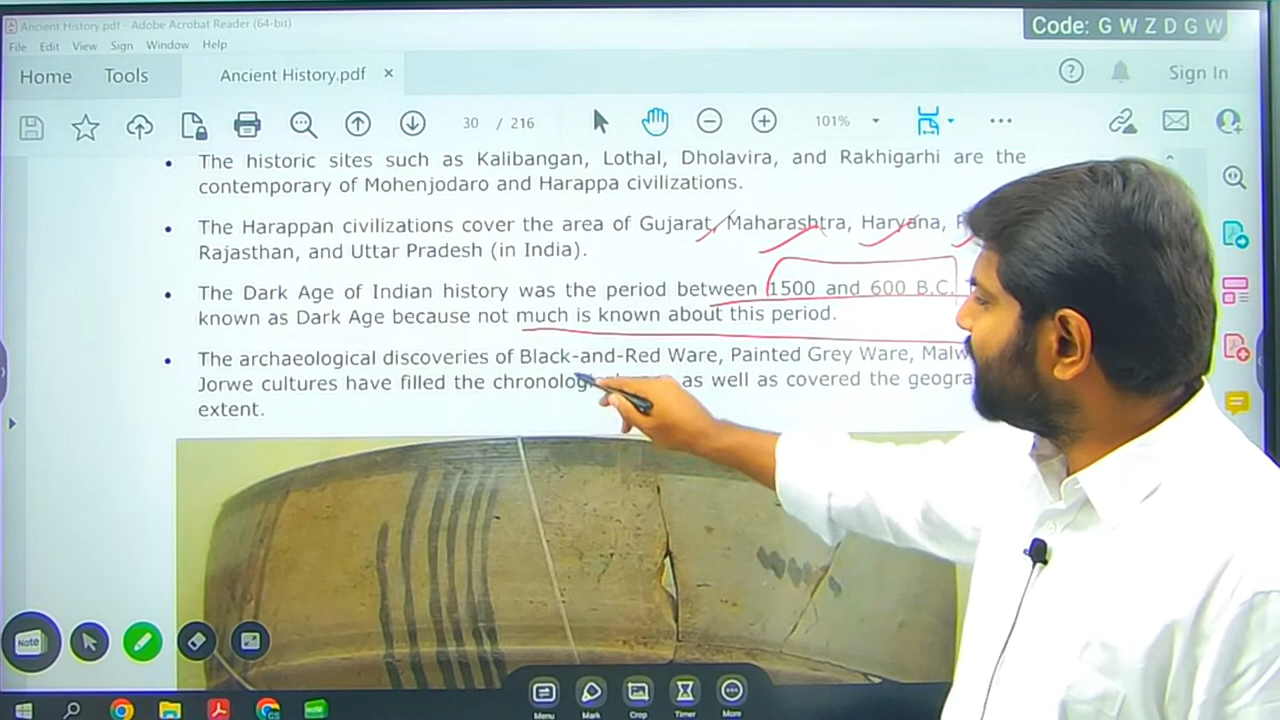 Ancient History.pdf - Adobe Acrobat Reader (64-bit)
Code: G W Z D G W
File Edit View Sign Window Help
Home Tools Ancient History.pdf × Sign In
30 / 216 101%
• The historic sites such as Kalibangan, Lothal, Dholavira, and Rakhigarhi are the
contemporary of Mohenjodaro and Harappa civilizations.
• The Harappan civilizations cover the area of Gujarat, Maharashtra, Haryana,
Rajasthan, and Uttar Pradesh (in India).
• The Dark Age of Indian history was the period between 1500 and 600 B.C.
known as Dark Age because not much is known about this period.
• The archaeological discoveries of Black-and-Red Ware, Painted Grey Ware,
Jorwe cultures have filled the as well as covered the
extent.
Note
Menu Mark Crop Timer More
note